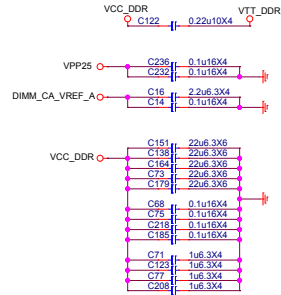 VCC_DDR VTT_DDR
C122 0.22u10X4
VPP25 C236 0.1u16X4
C232 0.1u16X4
DIMM_CA_VREF_A C16 2.2u6.3X4
C14 0.1u16X4
C151 22u6.3X6
C138 22u6.3X6
VCC_DDR C164 22u6.3X6
C73 22u6.3X6
C179 22u6.3X6
C68 0.1u16X4
C75 0.1u16X4
C218 0.1u16X4
C185 0.1u16X4
C71 1u6.3X4
C123 1u6.3X4
C77 1u6.3X4
C208 1u6.3X4